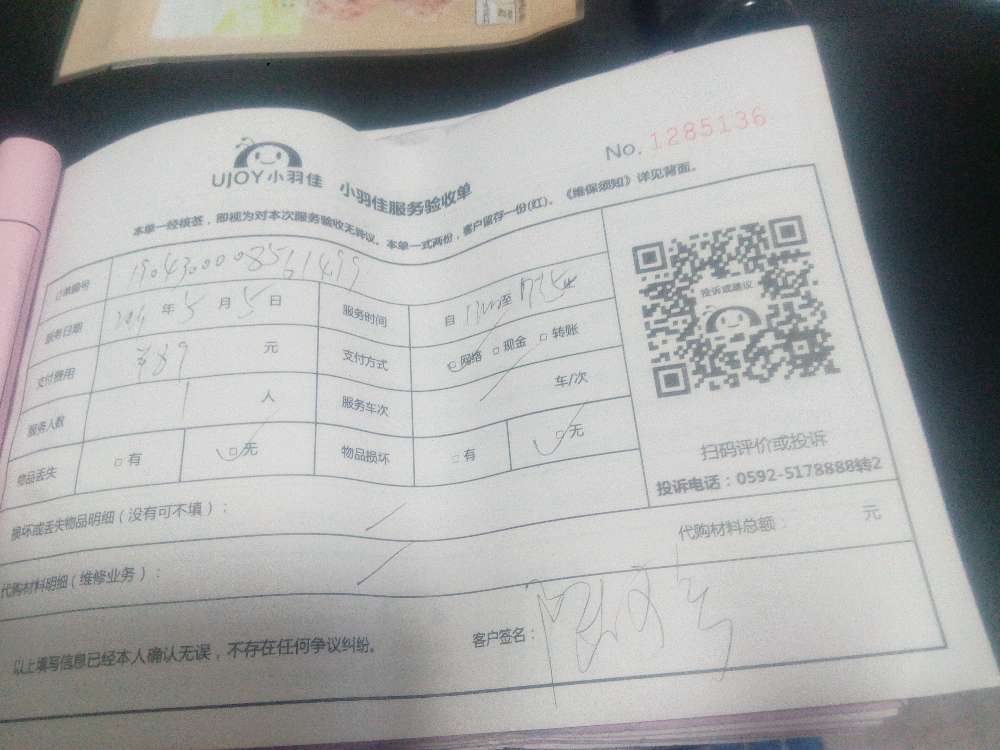 UJOY小羽佳 小羽佳服务验收单
No. 1285136
本单一经核签，即视为对本次服务验收无异议。本单一式两份，客户留存一份(红)。《维保须知》详见背面。
订单编号
服务日期 年 5 月 5 日 服务时间 自 至
支付费用 元 支付方式 □网络 □现金 □转账
服务人数 1 人 服务车次 车/次
物品丢失 □有 □无 物品损坏 □有 □无
损坏或丢失物品明细（没有可不填）：
代购材料明细（维修业务）： 代购材料总额： 元
以上填写信息已经本人确认无误，不存在任何争议纠纷。 客户签名：
投诉或建议
扫码评价或投诉
投诉电话：0592-5178888转2